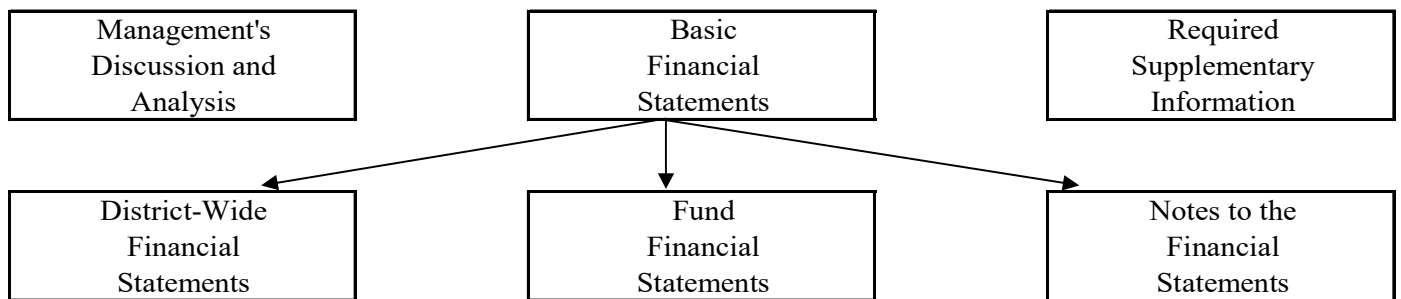 Management's
Discussion and
Analysis
Basic
Financial
Statements
Required
Supplementary
Information
District-Wide
Financial
Statements
Fund
Financial
Statements
Notes to the
Financial
Statements